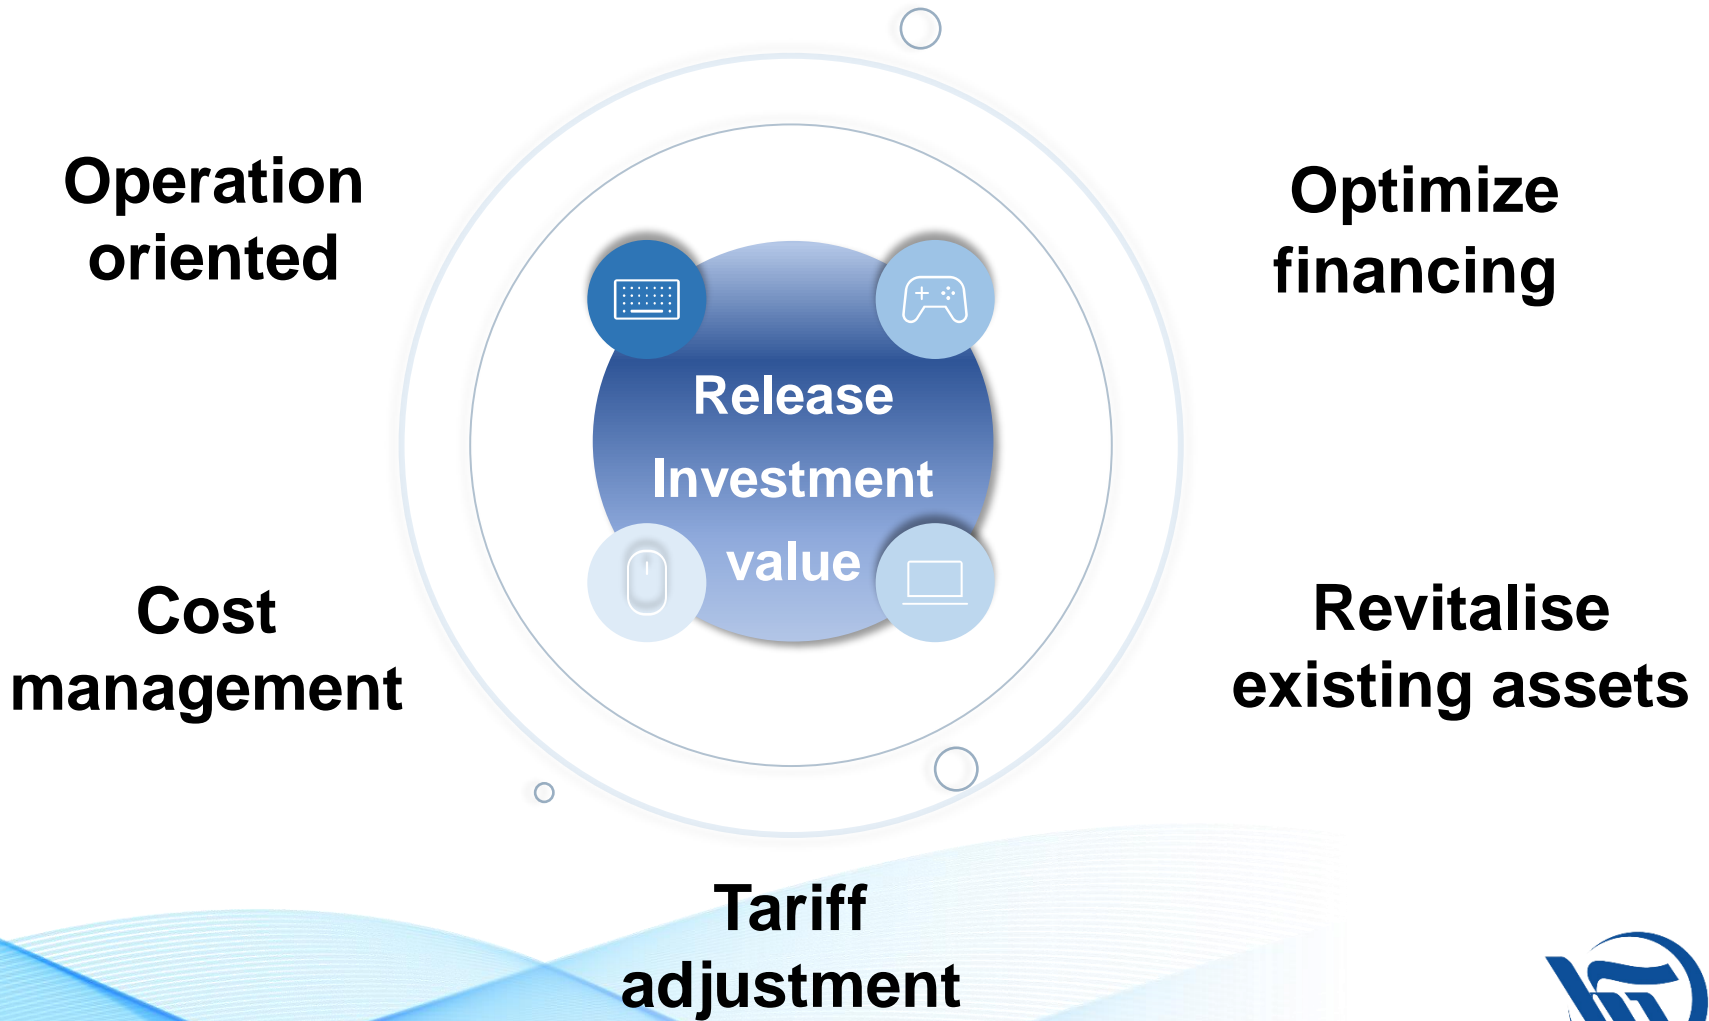 Operation
oriented
Optimize
financing
Release
Investment
value
Cost
management
Revitalise
existing assets
Tariff
adjustment